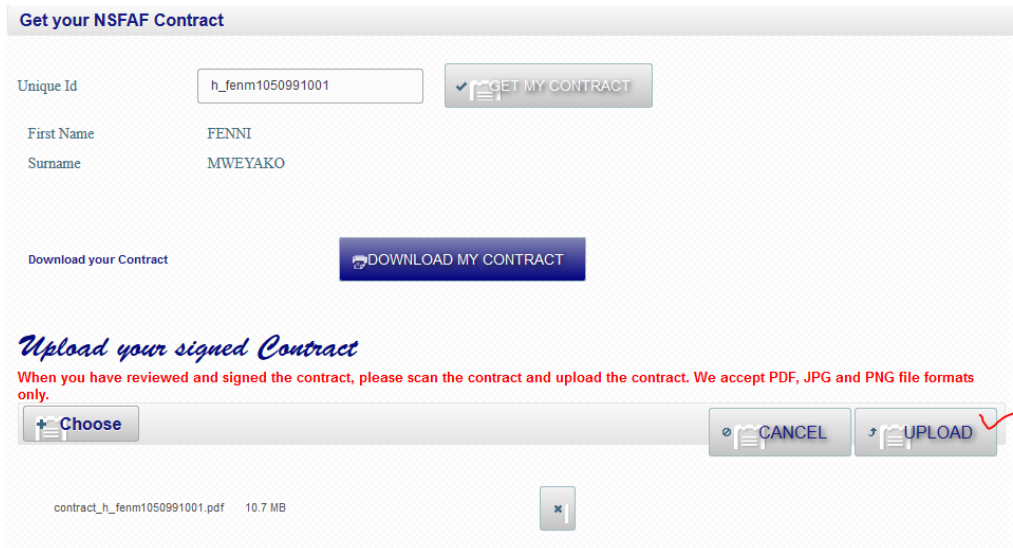 Get your NSFAF Contract
Unique Id h_fenm1050991001 GET MY CONTRACT
First Name FENNI
Surname MWEYAKO
Download your Contract DOWNLOAD MY CONTRACT
Upload your signed Contract
When you have reviewed and signed the contract, please scan the contract and upload the contract. We accept PDF, JPG and PNG file formats
only.
Choose CANCEL UPLOAD
contract_h_fenm1050991001.pdf 10.7 MB